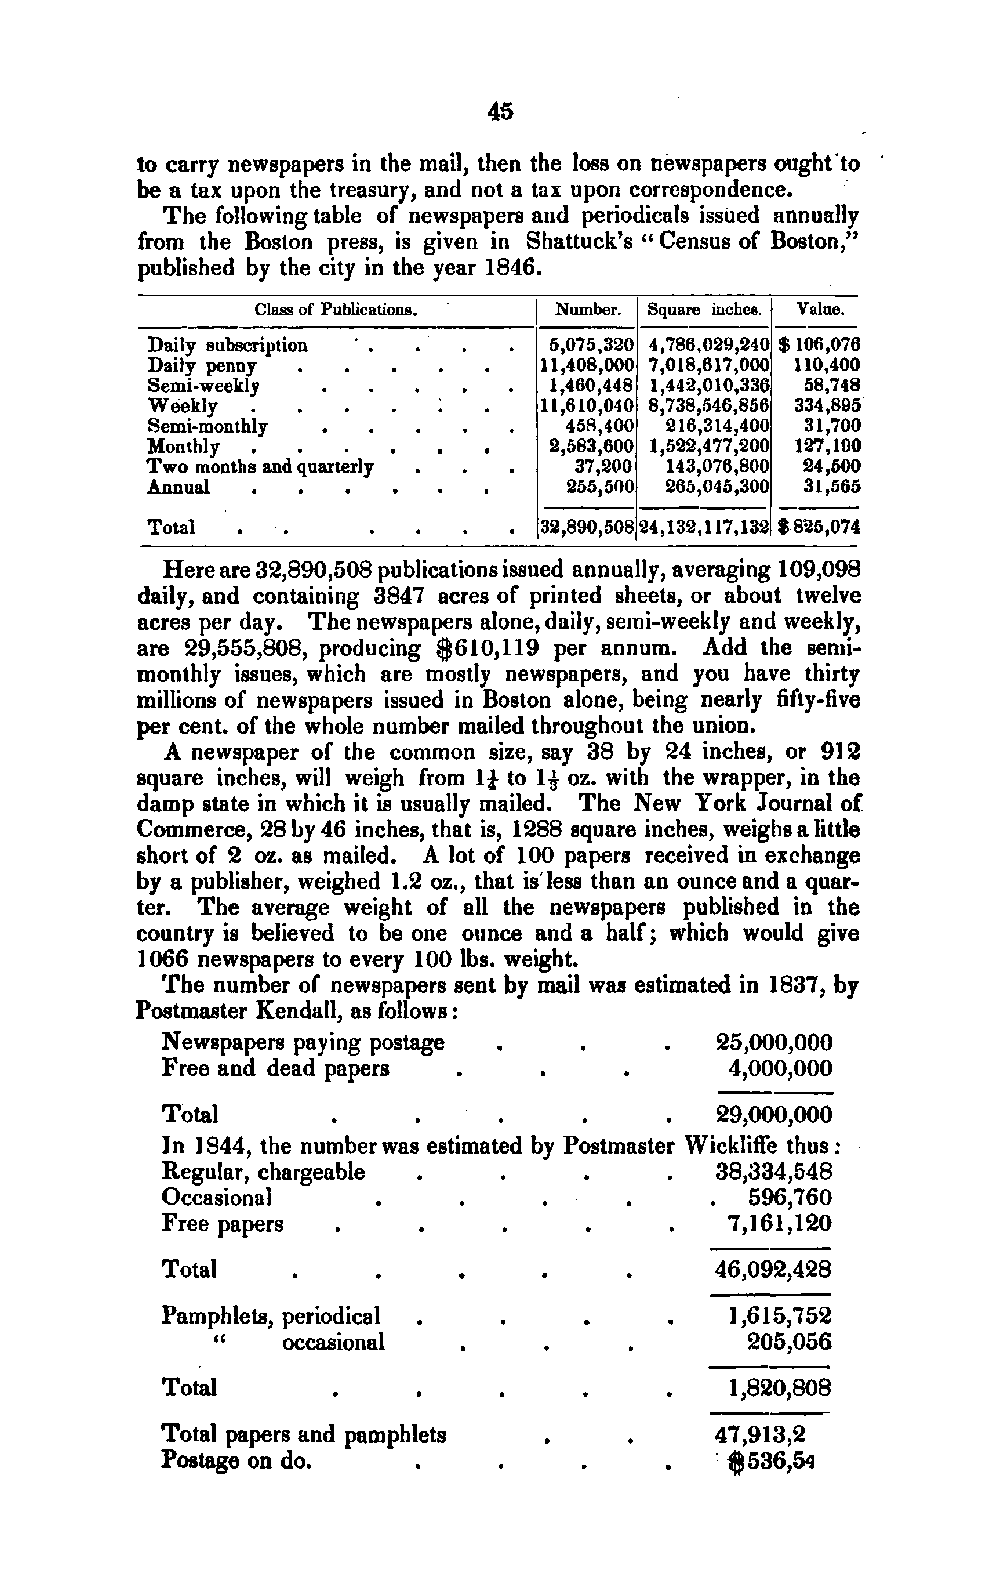 45
to carry newspapers in the mail, then the loss on newspapers ought to
be a tax upon the treasury, and not a tax upon correspondence.
The following table of newspapers and periodicals issued annually
from the Boston press, is given in Shattuck's “Census of Boston,”
published by the city in the year 1846.
Class of Publications. Number. Square inches. Value.
Daily subscription . . . . 5,075,320 4,786,029,240 $106,076
Daily penny . . . . . 11,408,000 7,018,617,000 110,400
Semi-weekly . . . . . 1,460,448 1,442,010,336 58,748
Weekly . . . . . . 11,610,040 8,738,546,856 334,895
Semi-monthly . . . . . 458,400 216,314,400 31,700
Monthly . . . . . . 2,583,600 1,522,477,200 127,190
Two months and quarterly . . . 37,200 143,076,800 24,500
Annual . . . . . . 255,500 265,045,300 31,565
Total . . . . . . 32,890,508 24,132,117,132 $825,074
Here are 32,890,508 publications issued annually, averaging 109,098
daily, and containing 3847 acres of printed sheets, or about twelve
acres per day. The newspapers alone, daily, semi-weekly and weekly,
are 29,555,808, producing $610,119 per annum. Add the semi-
monthly issues, which are mostly newspapers, and you have thirty
millions of newspapers issued in Boston alone, being nearly fifty-five
per cent. of the whole number mailed throughout the union.
A newspaper of the common size, say 38 by 24 inches, or 912
square inches, will weigh from 1¼ to 1⅓ oz. with the wrapper, in the
damp state in which it is usually mailed. The New York Journal of
Commerce, 28 by 46 inches, that is, 1288 square inches, weighs a little
short of 2 oz. as mailed. A lot of 100 papers received in exchange
by a publisher, weighed 1.2 oz., that is less than an ounce and a quar-
ter. The average weight of all the newspapers published in the
country is believed to be one ounce and a half; which would give
1066 newspapers to every 100 lbs. weight.
The number of newspapers sent by mail was estimated in 1837, by
Postmaster Kendall, as follows:
Newspapers paying postage . . . 25,000,000
Free and dead papers . . . 4,000,000
Total . . . . . 29,000,000
In 1844, the number was estimated by Postmaster Wickliffe thus:
Regular, chargeable . . . . 38,334,548
Occasional . . . . . 596,760
Free papers . . . . . 7,161,120
Total . . . . . 46,092,428
Pamphlets, periodical . . . . 1,615,752
“ occasional . . . 205,056
Total . . . . . 1,820,808
Total papers and pamphlets . . 47,913,2
Postage on do. . . . . $536,5